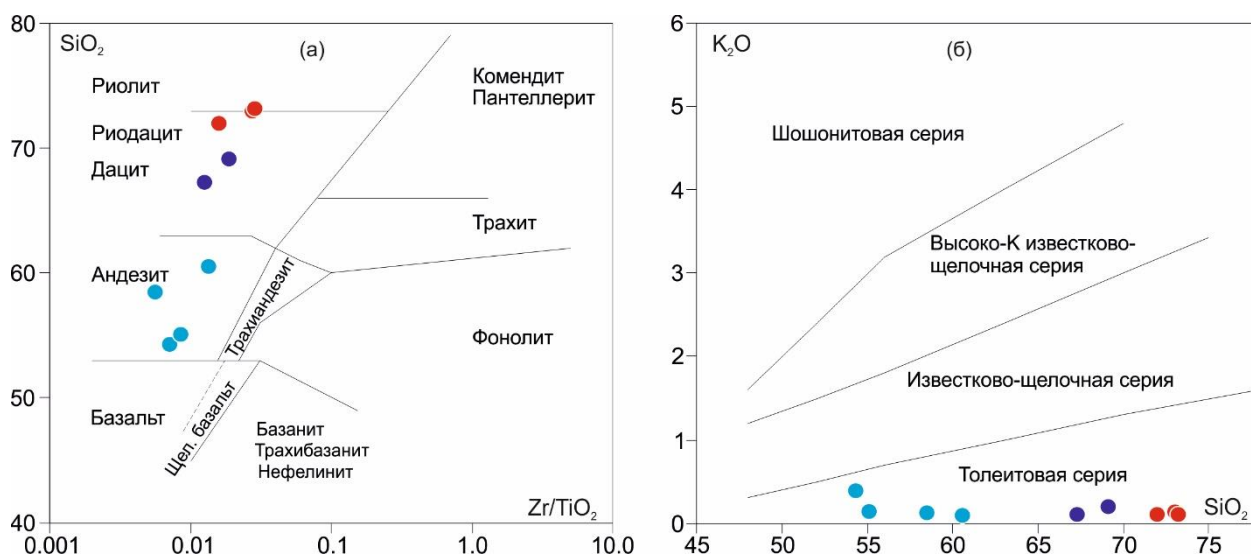 80
SiO₂
(а)
Риолит
Комендит
Пантеллерит
Риодацит
70
Дацит
Трахит
60
Андезит
Трахиандезит
Фонолит
50
Базальт
Щел. базальт
Базанит
Трахибазанит
Нефелинит
Zr/TiO₂
40
0.001 0.01 0.1 1.0 10.0
6
K₂O
(б)
5
Шошонитовая серия
4
Высоко-К известково-
щелочная серия
3
2
Известково-щелочная серия
1
Толеитовая серия
SiO₂
0
45 50 55 60 65 70 75